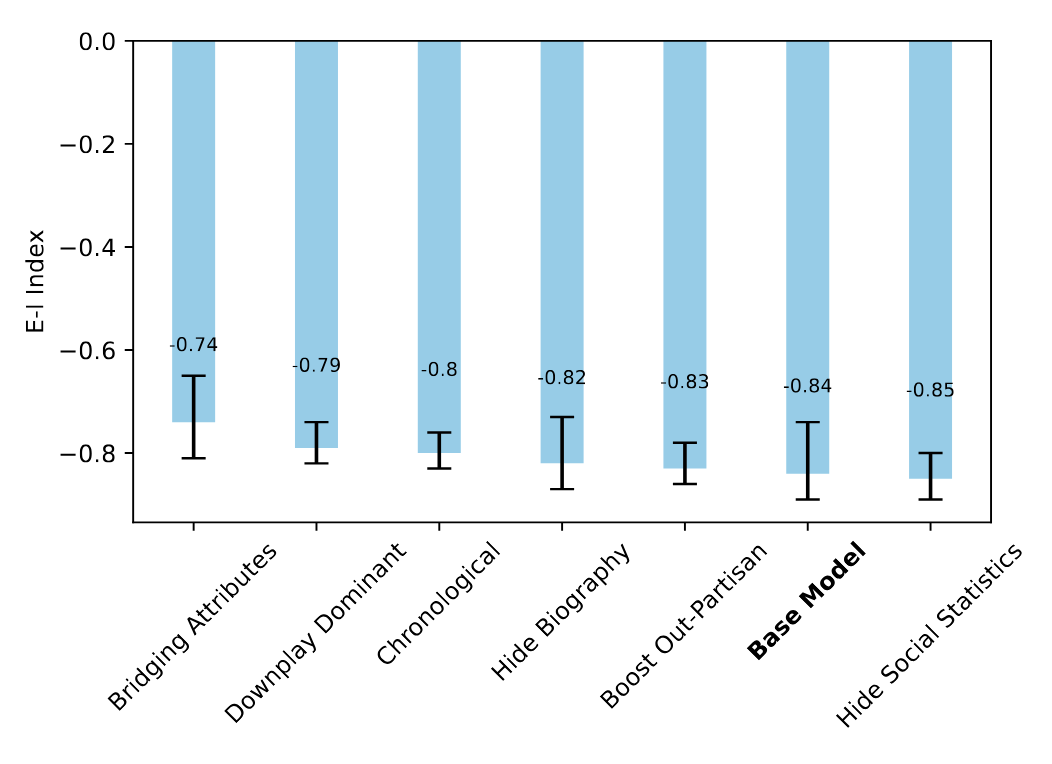 0.0
−0.2
−0.4
−0.6
−0.8
E-I Index
-0.74
-0.79
-0.8
-0.82
-0.83
-0.84
-0.85
Bridging Attributes
Downplay Dominant
Chronological
Hide Biography
Boost Out-Partisan
Base Model
Hide Social Statistics